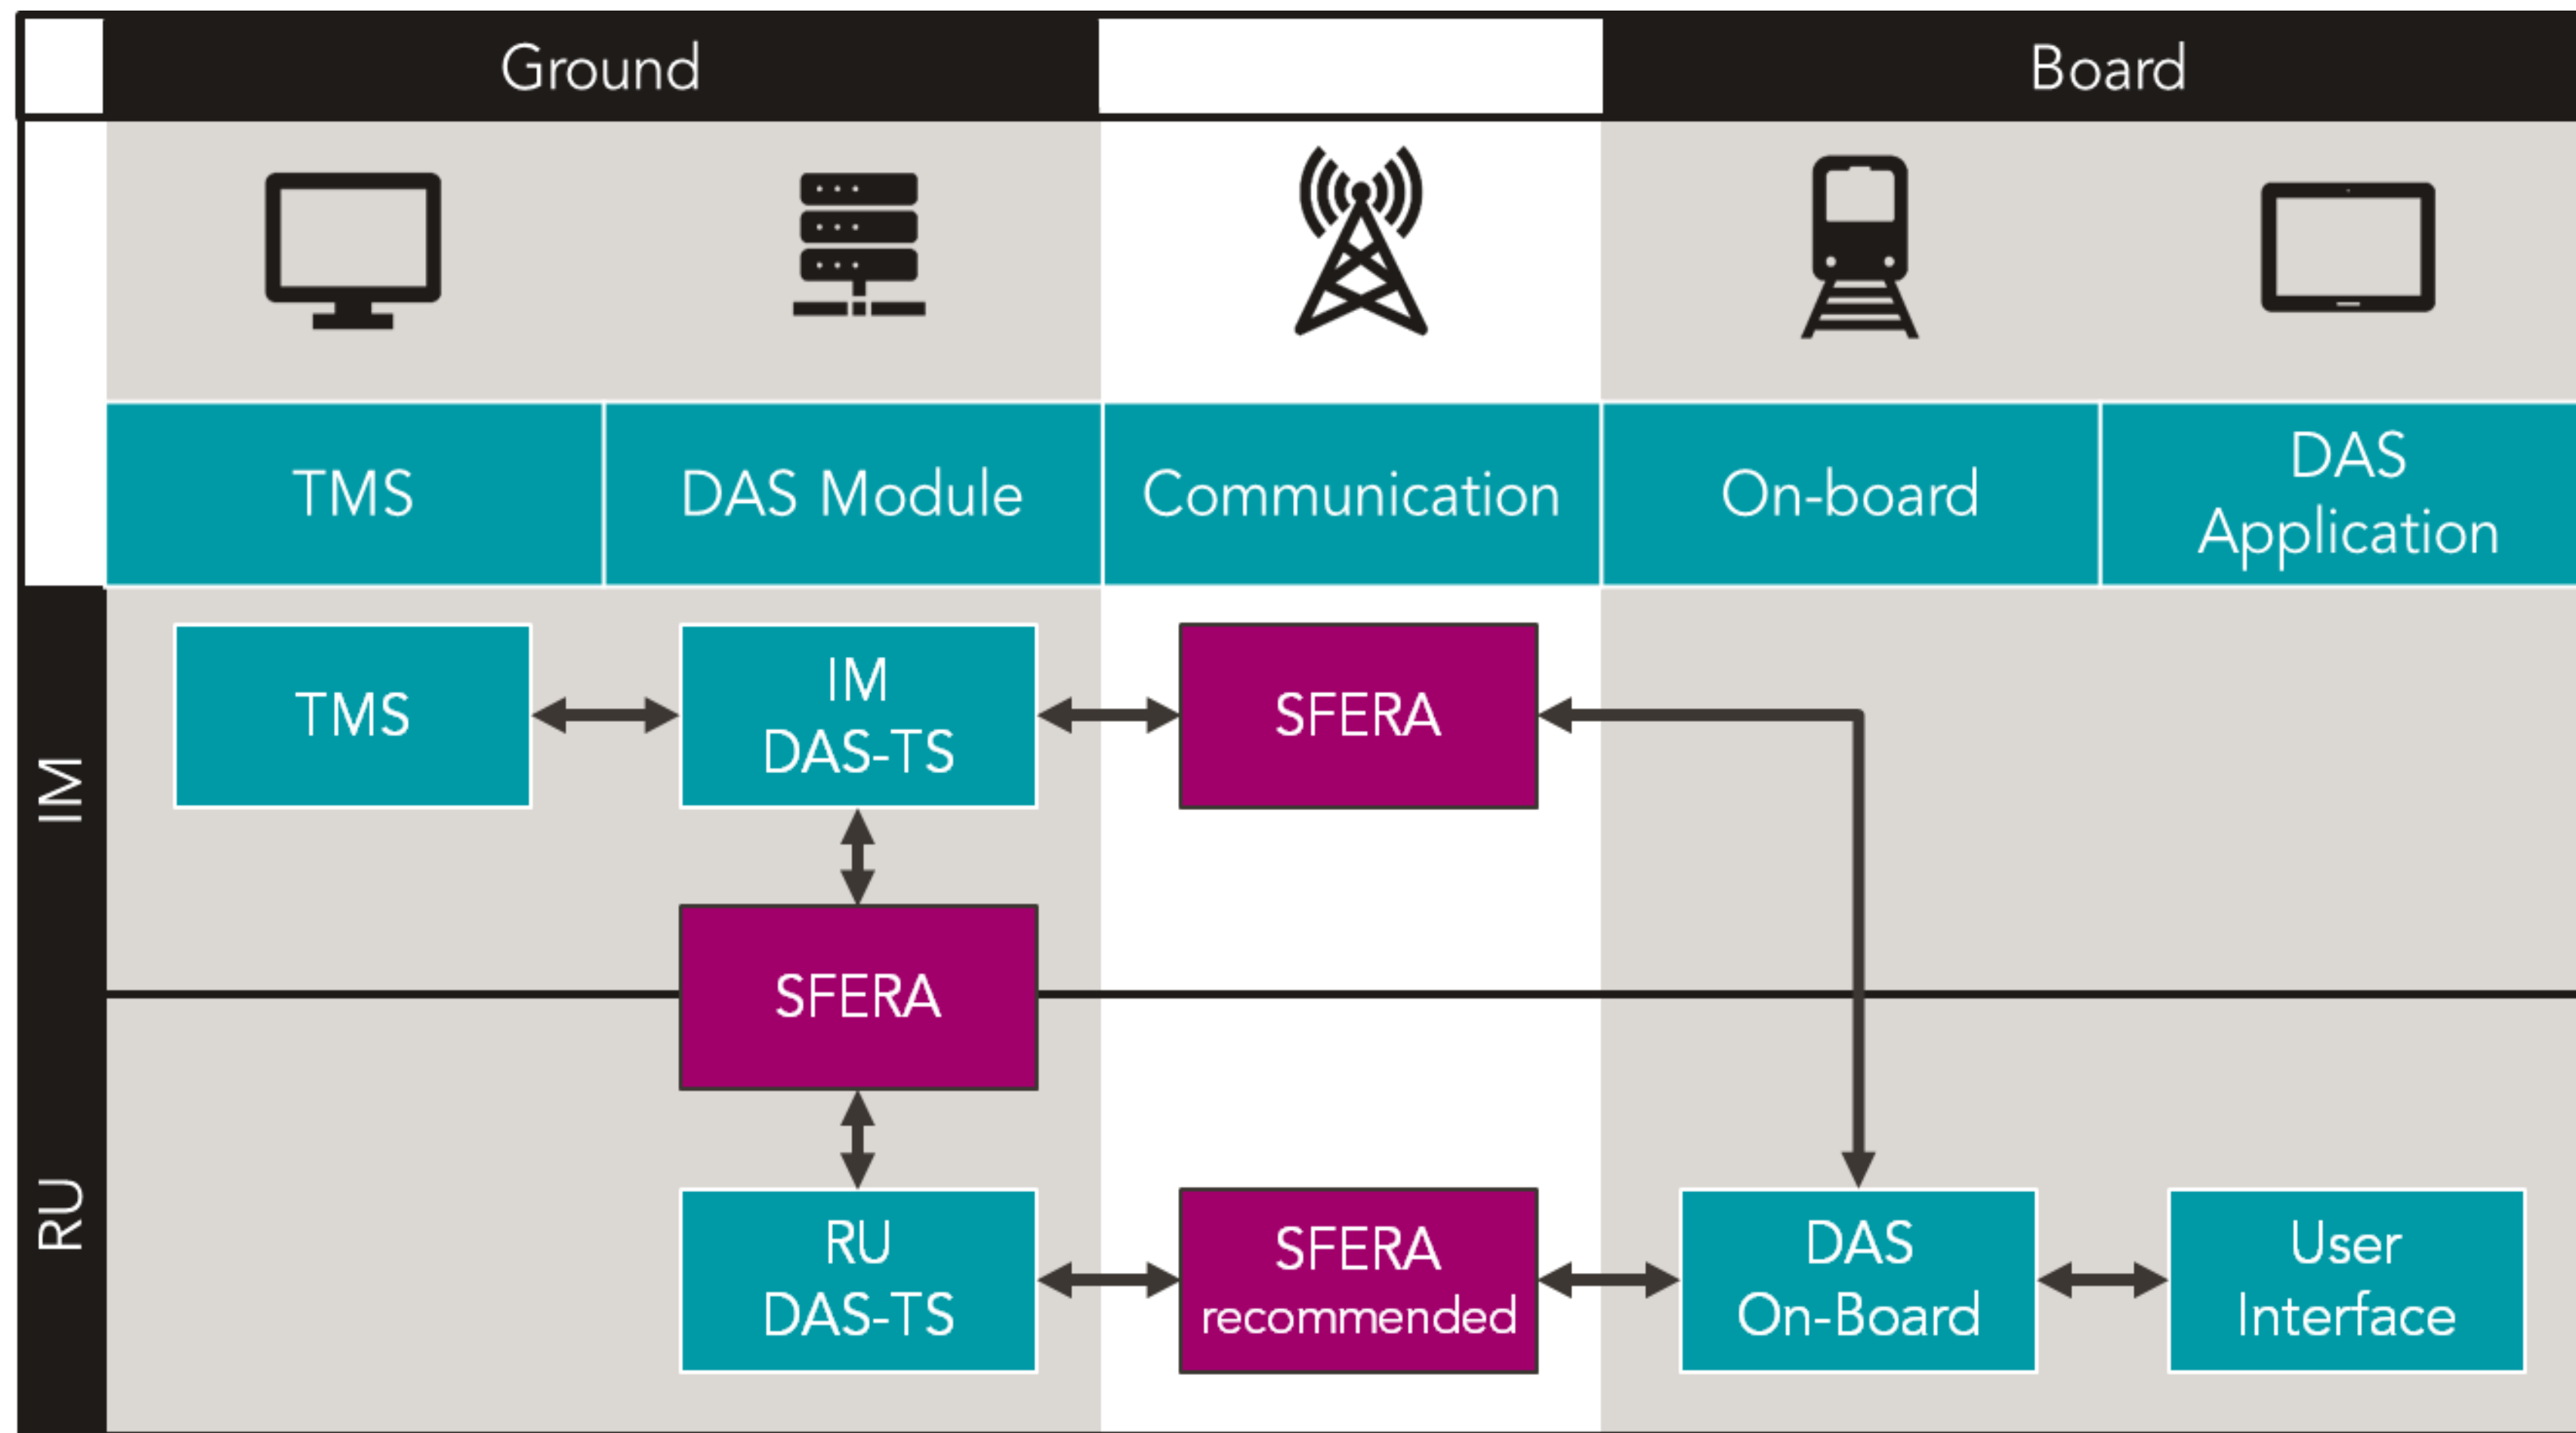 Ground
Board
TMS
DAS Module
Communication
On-board
DAS
Application
IM
TMS
IM
DAS-TS
SFERA
SFERA
RU
RU
DAS-TS
SFERA
recommended
DAS
On-Board
User
Interface